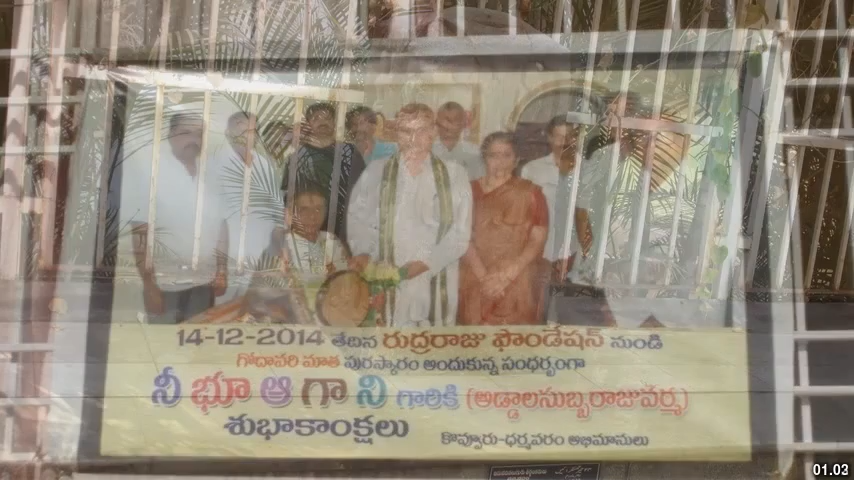 14-12-2014 తేదిన రుద్రరాజు ఫౌండేషన్ నుండి
గోదావరి మాత పురస్కారం అందుకున్న సందర్భంగా
నీ భూ ఆ గా ని గారికి (అడ్డాలసుబ్బరాజువర్మ)
శుభాకాంక్షలు
కొవ్వూరు-ధర్మవరం అభిమానులు
01.03